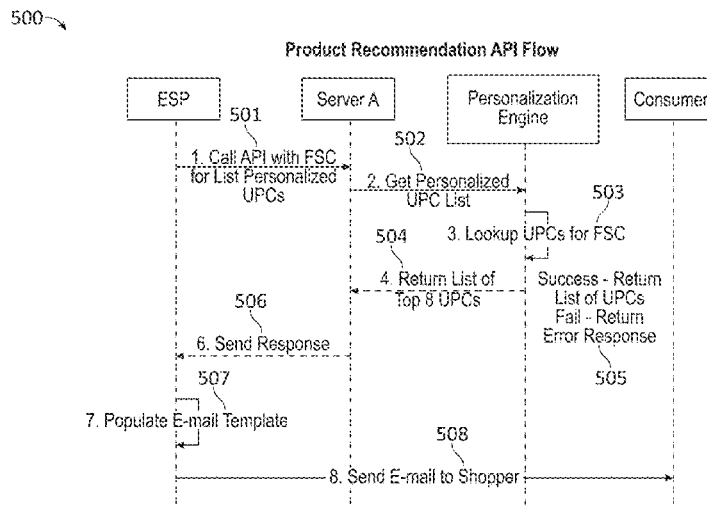 500
Product Recommendation API Flow
ESP
Server A
Personalization
Engine
Consumer
501
1. Call API with FSC
for List Personalized
UPCs
502
2. Get Personalized
UPC List
503
3. Lookup UPCs for FSC
504
4. Return List of
Top 8 UPCs
Success - Return
List of UPCs
Fail - Return
Error Response
505
506
6. Send Response
507
7. Populate E-mail Template
508
8. Send E-mail to Shopper